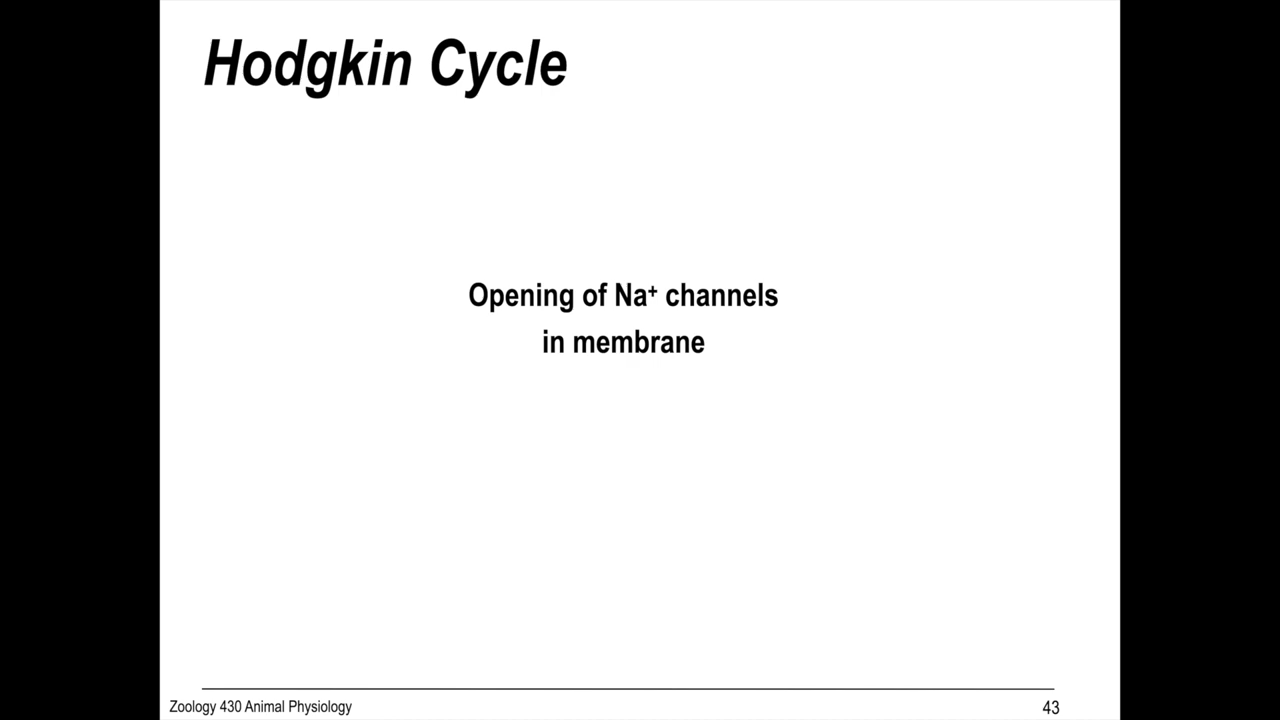 Hodgkin Cycle
Opening of Na⁺ channels
in membrane
Zoology 430 Animal Physiology
43